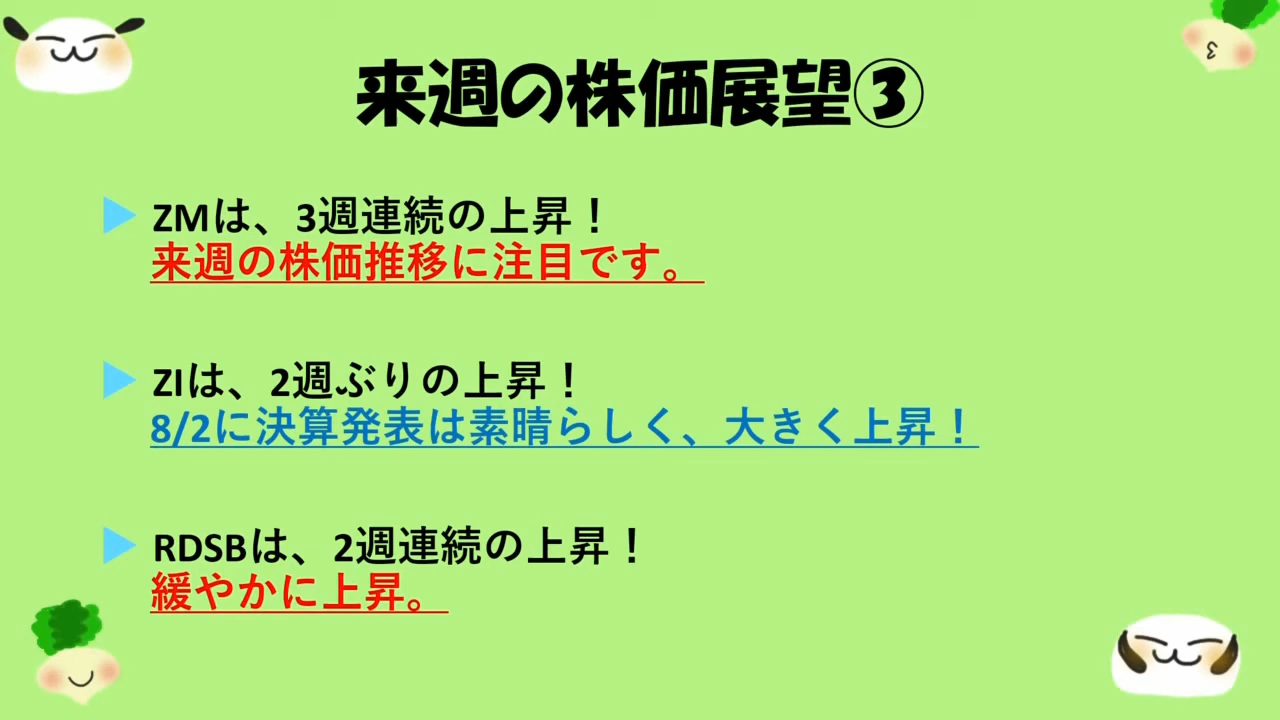 来週の株価展望③
ZMは、3週連続の上昇！
来週の株価推移に注目です。
ZIは、2週ぶりの上昇！
8/2に決算発表は素晴らしく、大きく上昇！
RDSBは、2週連続の上昇！
緩やかに上昇。